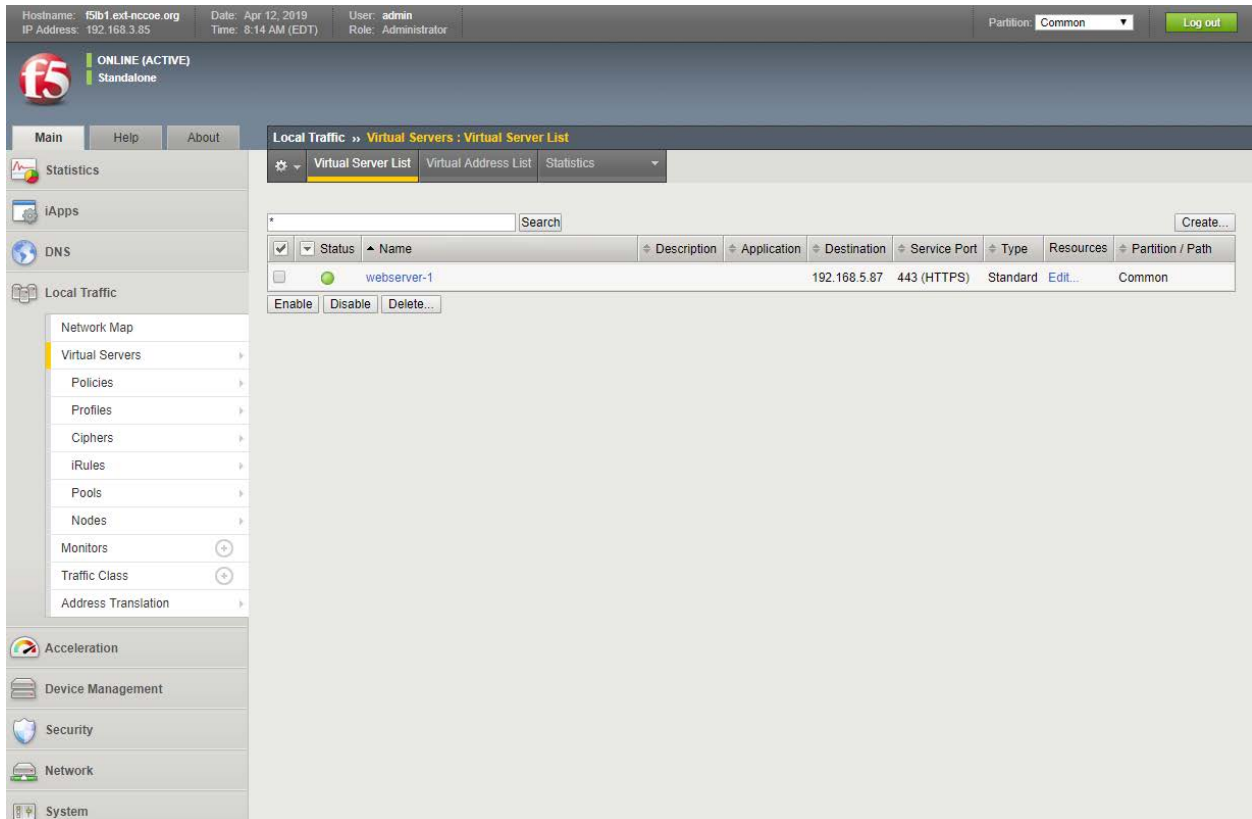 Hostname: f5lb1.ext-nccoe.org Date: Apr 12, 2019 User: admin
IP Address: 192.168.3.85 Time: 8:14 AM (EDT) Role: Administrator
Partition: Common Log out
f5
ONLINE (ACTIVE)
Standalone
Main Help About
Local Traffic ›› Virtual Servers : Virtual Server List
Virtual Server List Virtual Address List Statistics
Statistics
iApps
DNS
Local Traffic
Network Map
Virtual Servers
Policies
Profiles
Ciphers
iRules
Pools
Nodes
Monitors
Traffic Class
Address Translation
Acceleration
Device Management
Security
Network
System
* Search Create...
Status Name Description Application Destination Service Port Type Resources Partition / Path
webserver-1 192.168.5.87 443 (HTTPS) Standard Edit... Common
Enable Disable Delete...